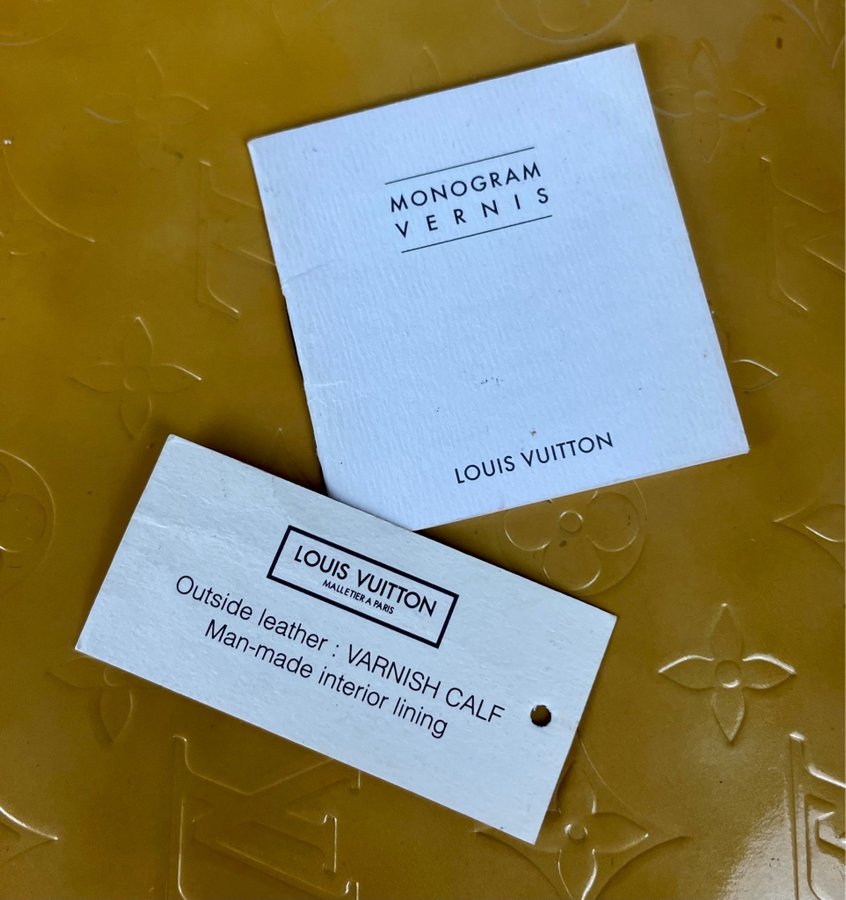 MONOGRAM
VERNIS
LOUIS VUITTON
LOUIS VUITTON
MALLETIER A PARIS
Outside leather : VARNISH CALF
Man-made interior lining